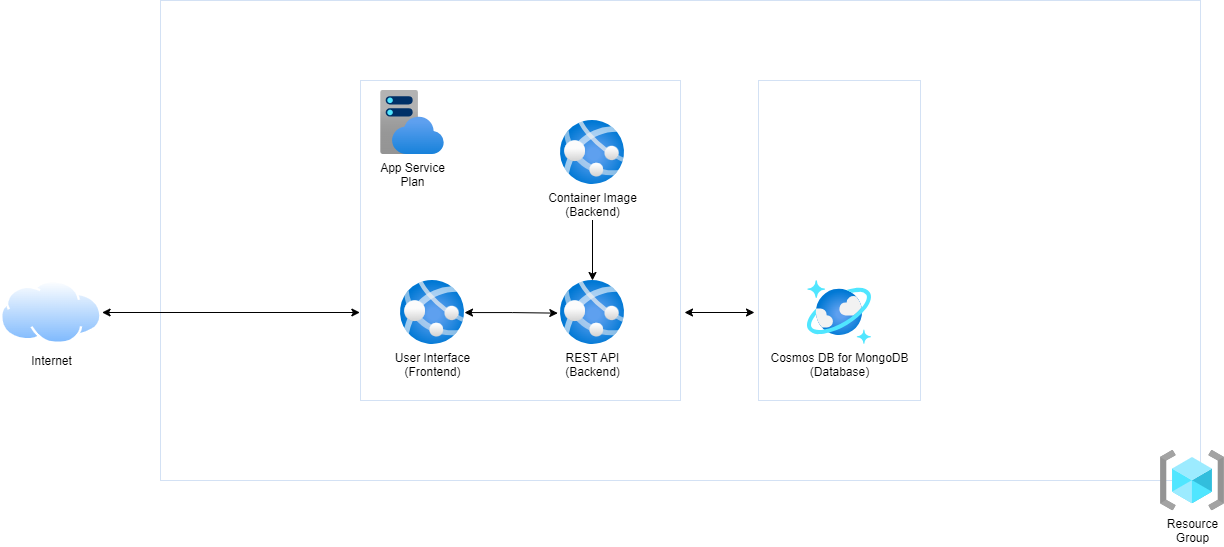 App Service
Plan
Container Image
(Backend)
Internet
User Interface
(Frontend)
REST API
(Backend)
Cosmos DB for MongoDB
(Database)
Resource
Group